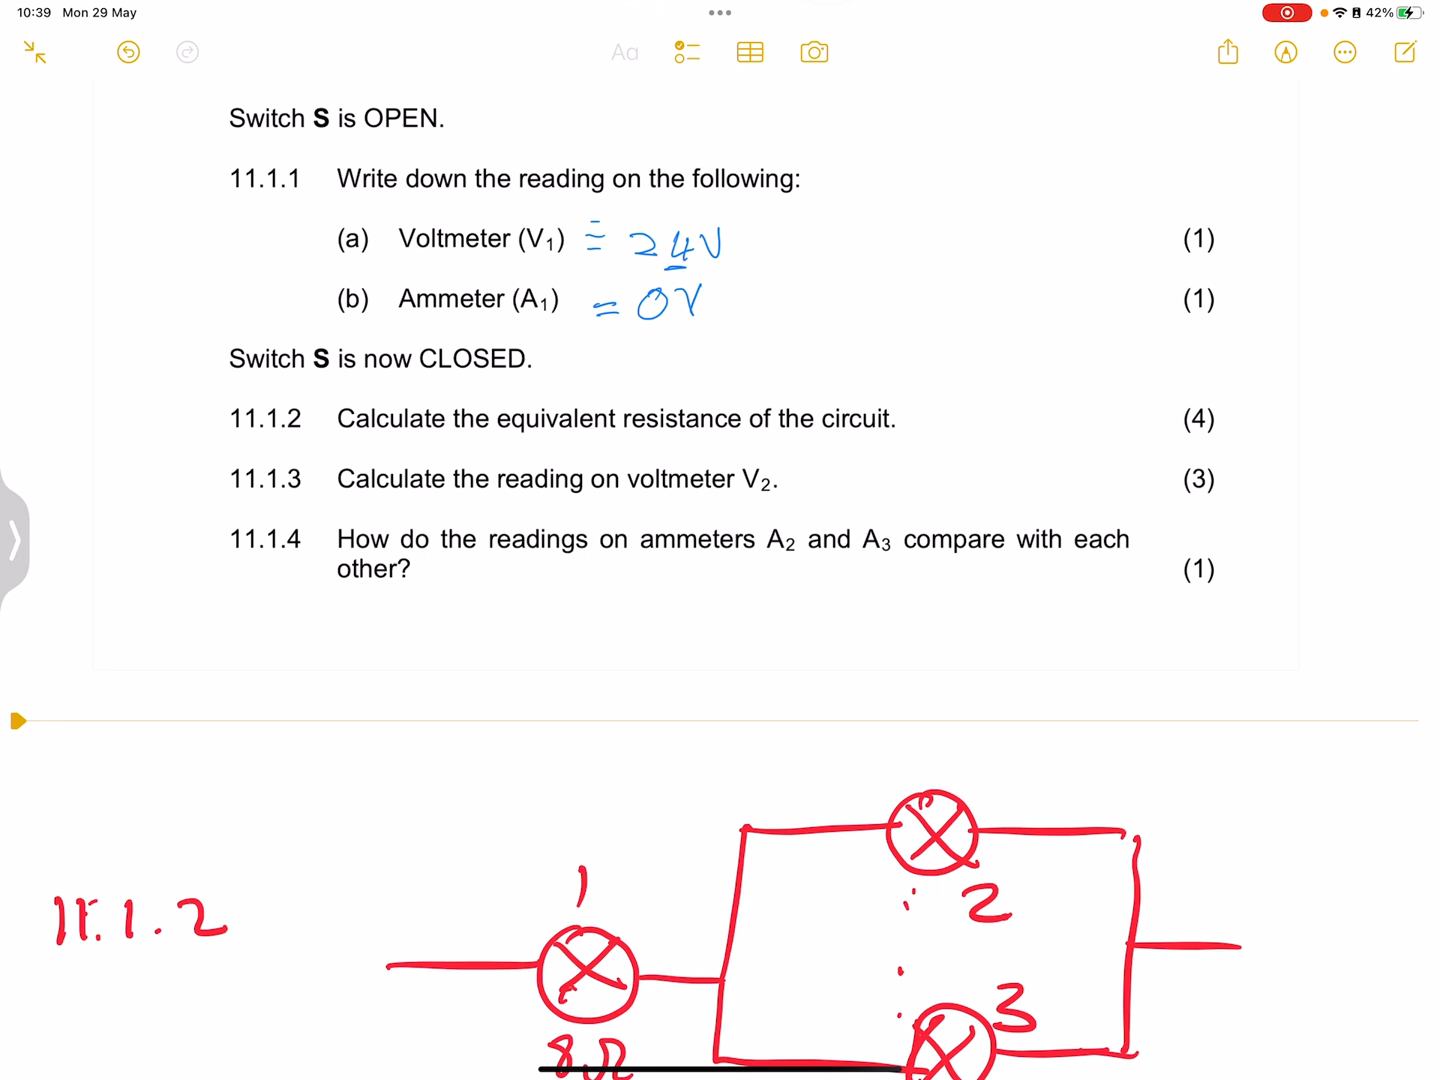 10:39 Mon 29 May
42%
Aa
Switch S is OPEN.
11.1.1 Write down the reading on the following:
(a) Voltmeter (V1) = 24V (1)
(b) Ammeter (A1) = 0V (1)
Switch S is now CLOSED.
11.1.2 Calculate the equivalent resistance of the circuit. (4)
11.1.3 Calculate the reading on voltmeter V2. (3)
11.1.4 How do the readings on ammeters A2 and A3 compare with each
other? (1)
1
11.1.2
2
3
8Ω